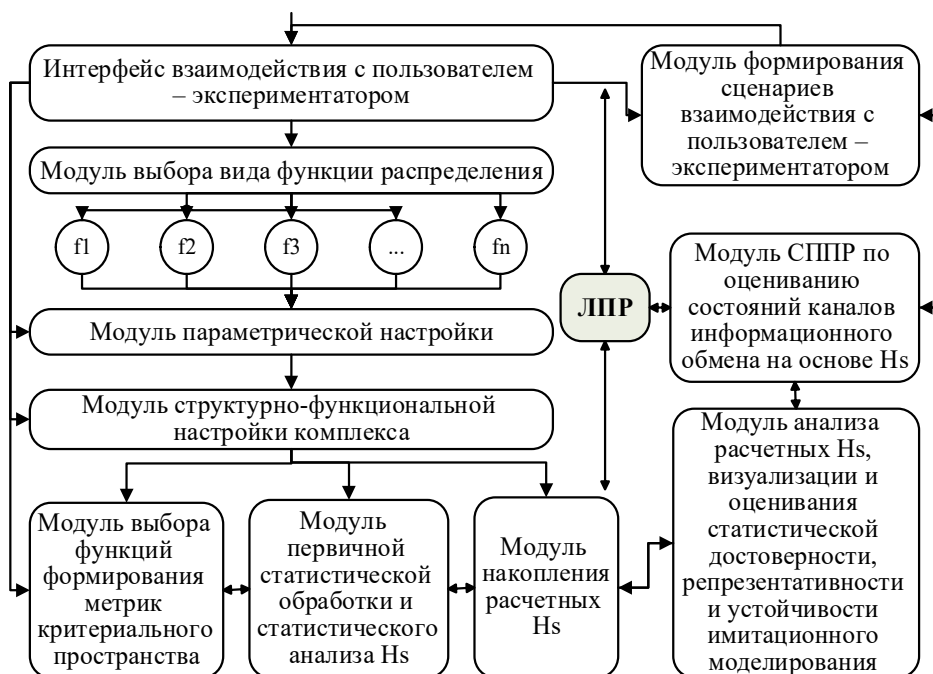 Интерфейс взаимодействия с пользователем
– экспериментатором
Модуль формирования
сценариев
взаимодействия с
пользователем –
экспериментатором
Модуль выбора вида функции распределения
f1
f2
f3
...
fn
Модуль СППР по
оцениванию
состояний каналов
информационного
обмена на основе Hs
ЛПР
Модуль параметрической настройки
Модуль структурно-функциональной
настройки комплекса
Модуль анализа
расчетных Hs,
визуализации и
оценивания
статистической
достоверности,
репрезентативности
и устойчивости
имитационного
моделирования
Модуль выбора
функций
формирования
метрик
критериального
пространства
Модуль
первичной
статистической
обработки и
статистического
анализа Hs
Модуль
накопления
расчетных
Hs